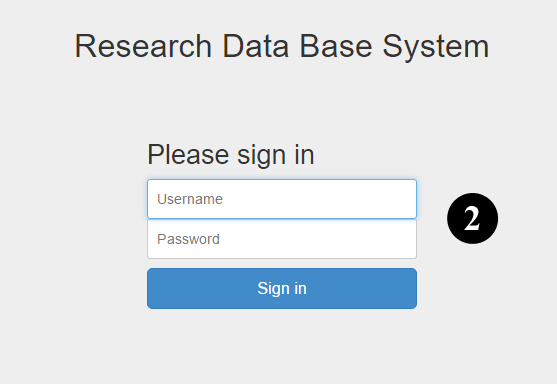 Research Data Base System
Please sign in
Username
2
Password
Sign in